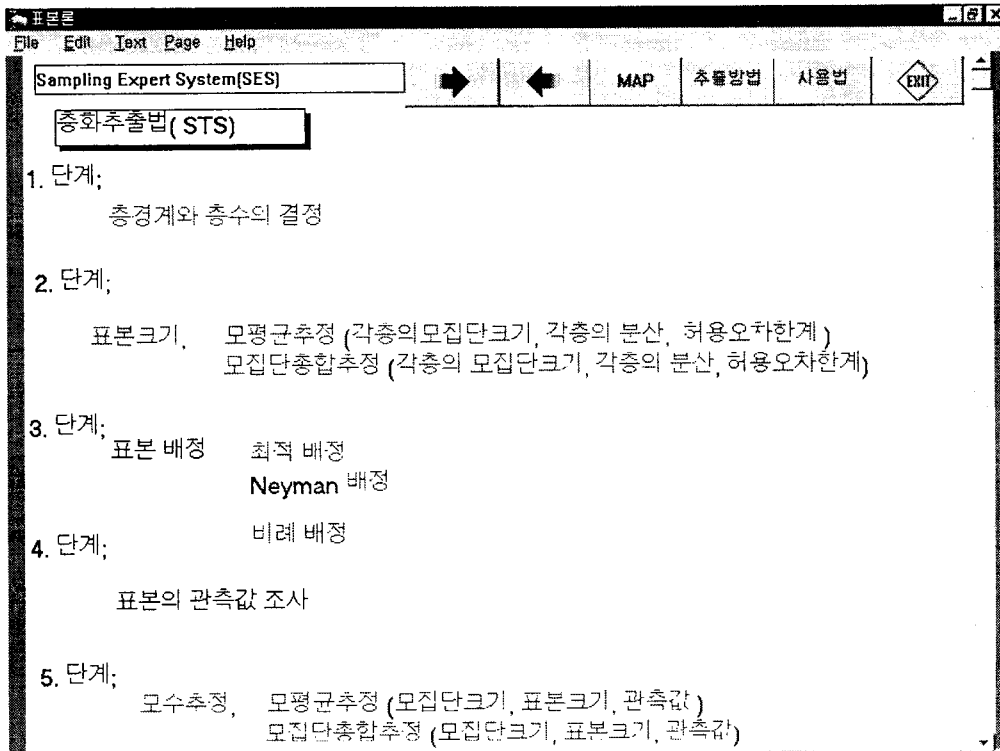 표본론
File Edit Text Page Help
Sampling Expert System(SES) MAP 추출방법 사용법 EXIT
층화추출법( STS)
1. 단계;
층경계와 층수의 결정
2. 단계;
표본크기, 모평균추정 (각층의모집단크기, 각층의 분산, 허용오차한계 )
모집단총합추정 (각층의 모집단크기, 각층의 분산, 허용오차한계)
3. 단계;
표본 배정 최적 배정
Neyman 배정
비례 배정
4. 단계;
표본의 관측값 조사
5. 단계;
모수추정, 모평균추정 (모집단크기, 표본크기, 관측값 )
모집단총합추정 (모집단크기, 표본크기, 관측값)